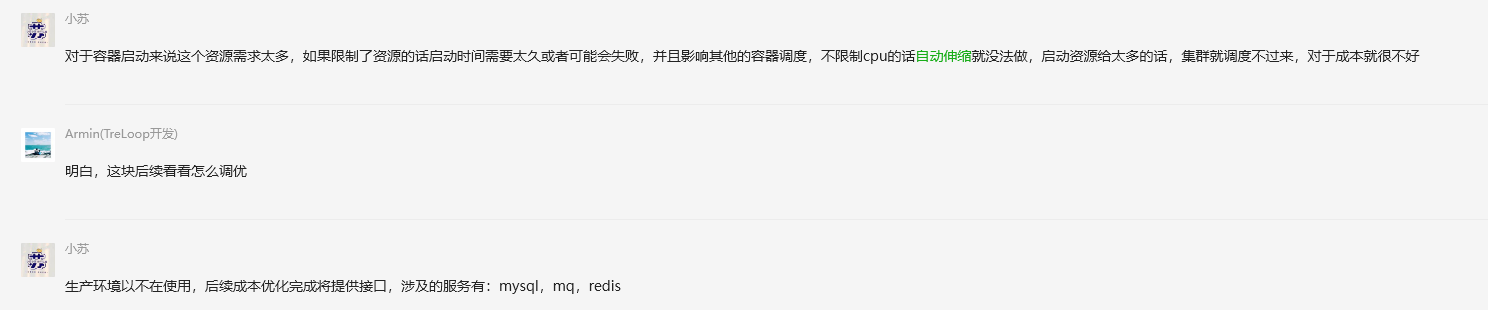 小苏
对于容器启动来说这个资源需求太多，如果限制了资源的话启动时间需要太久或者可能会失败，并且影响其他的容器调度，不限制cpu的话自动伸缩就没法做，启动资源给太多的话，集群就调度不过来，对于成本就很不好
Armin(TreLoop开发)
明白，这块后续看看怎么调优
小苏
生产环境以不在使用，后续成本优化完成将提供接口，涉及的服务有：mysql，mq，redis